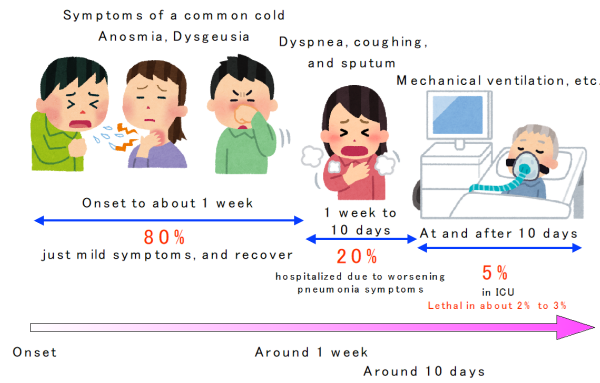 Symptoms of a common cold
Anosmia, Dysgeusia
Dyspnea, coughing,
and sputum
Mechanical ventilation, etc.
Onset to about 1 week
80%
just mild symptoms, and recover
1 week to
10 days
20%
hospitalized due to worsening
pneumonia symptoms
At and after 10 days
5%
in ICU
Lethal in about 2% to 3%
Onset
Around 1 week
Around 10 days